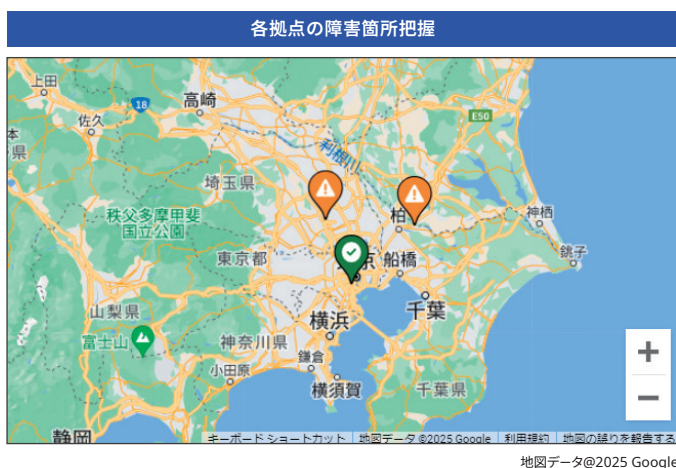 各拠点の障害箇所把握
上田
18
高崎
佐久
E50
県
利根川
埼玉県
柏
神栖
秩父多摩甲斐
国立公園
東京都
京
船橋
銚子
山梨県
千葉
横浜
富士山
神奈川県
鎌倉
小田原
横須賀
千葉県
+
−
静岡
キーボード ショートカット 地図データ ©2025 Google 利用規約 地図の誤りを報告する
地図データ@2025 Google